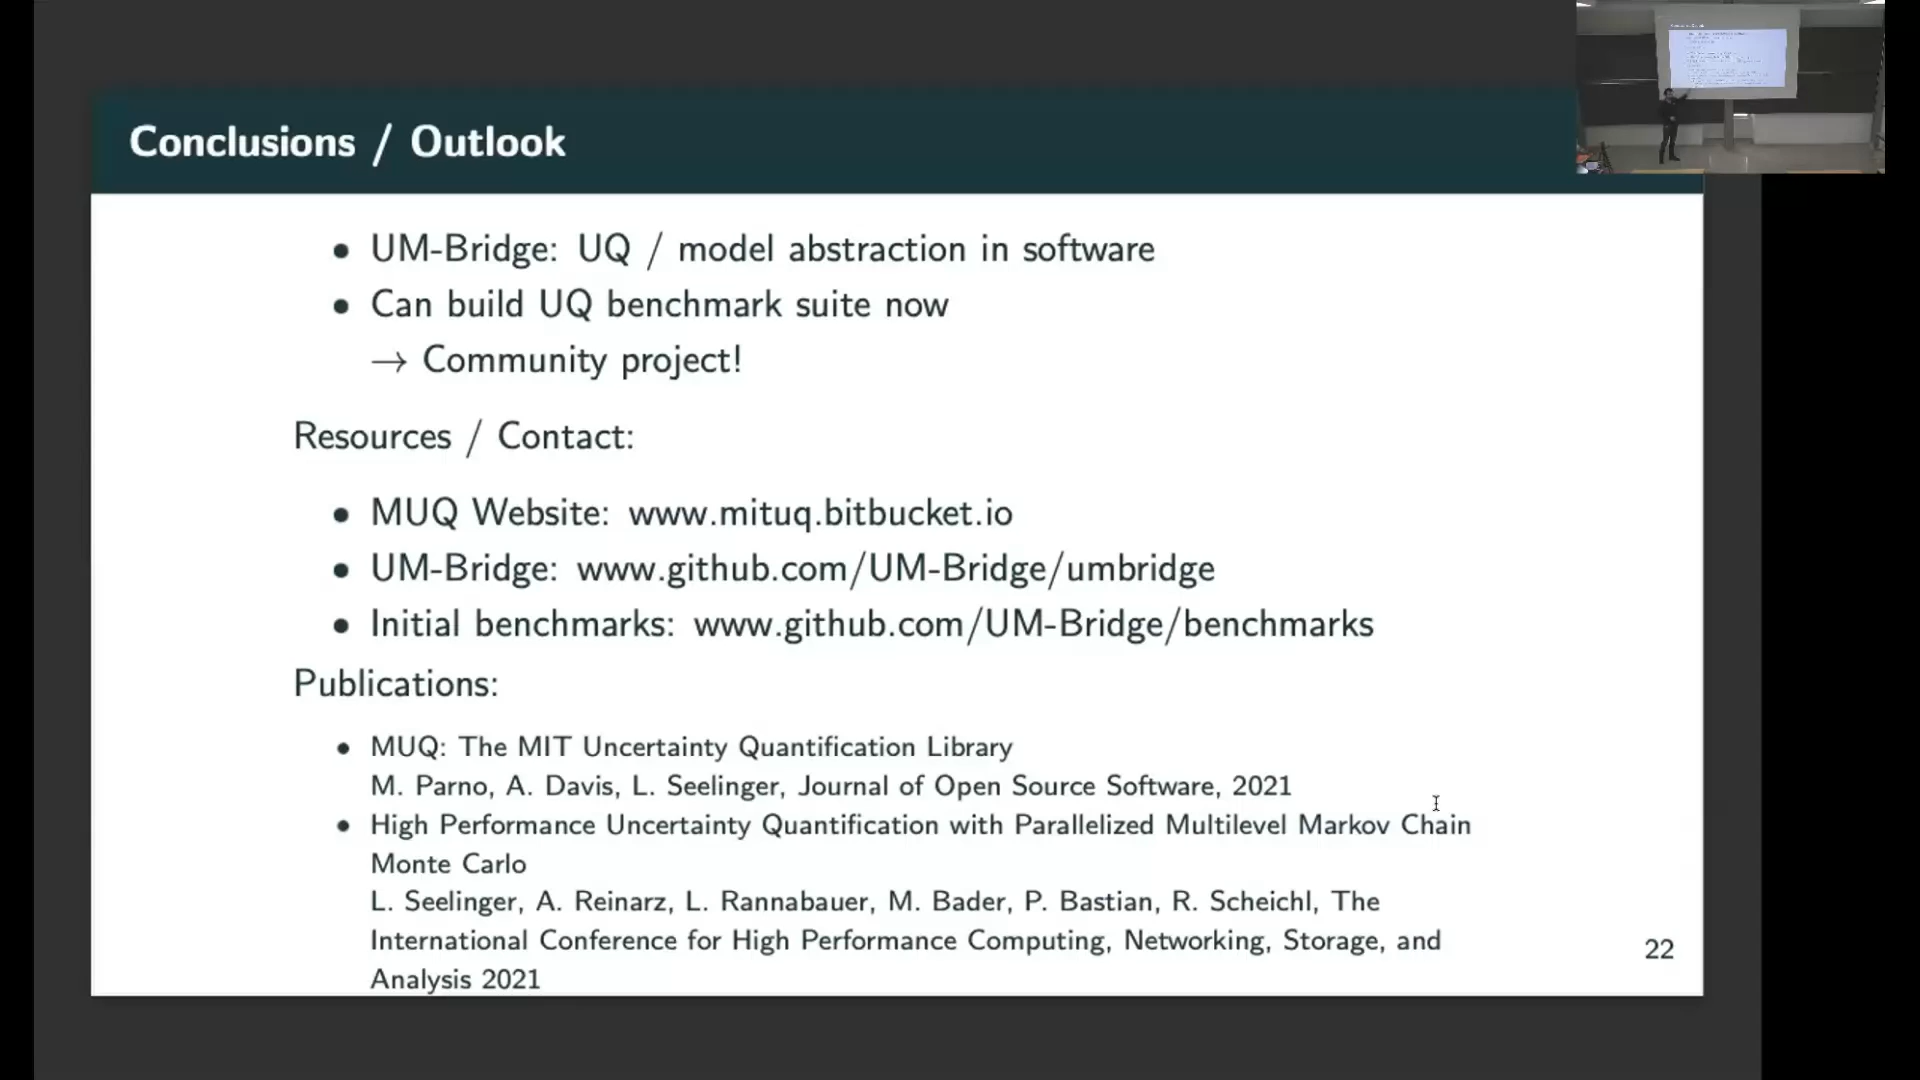 Conclusions / Outlook
• UM-Bridge: UQ / model abstraction in software
• Can build UQ benchmark suite now
→ Community project!
Resources / Contact:
• MUQ Website: www.mituq.bitbucket.io
• UM-Bridge: www.github.com/UM-Bridge/umbridge
• Initial benchmarks: www.github.com/UM-Bridge/benchmarks
Publications:
• MUQ: The MIT Uncertainty Quantification Library
M. Parno, A. Davis, L. Seelinger, Journal of Open Source Software, 2021
• High Performance Uncertainty Quantification with Parallelized Multilevel Markov Chain
Monte Carlo
L. Seelinger, A. Reinarz, L. Rannabauer, M. Bader, P. Bastian, R. Scheichl, The
International Conference for High Performance Computing, Networking, Storage, and
Analysis 2021
22